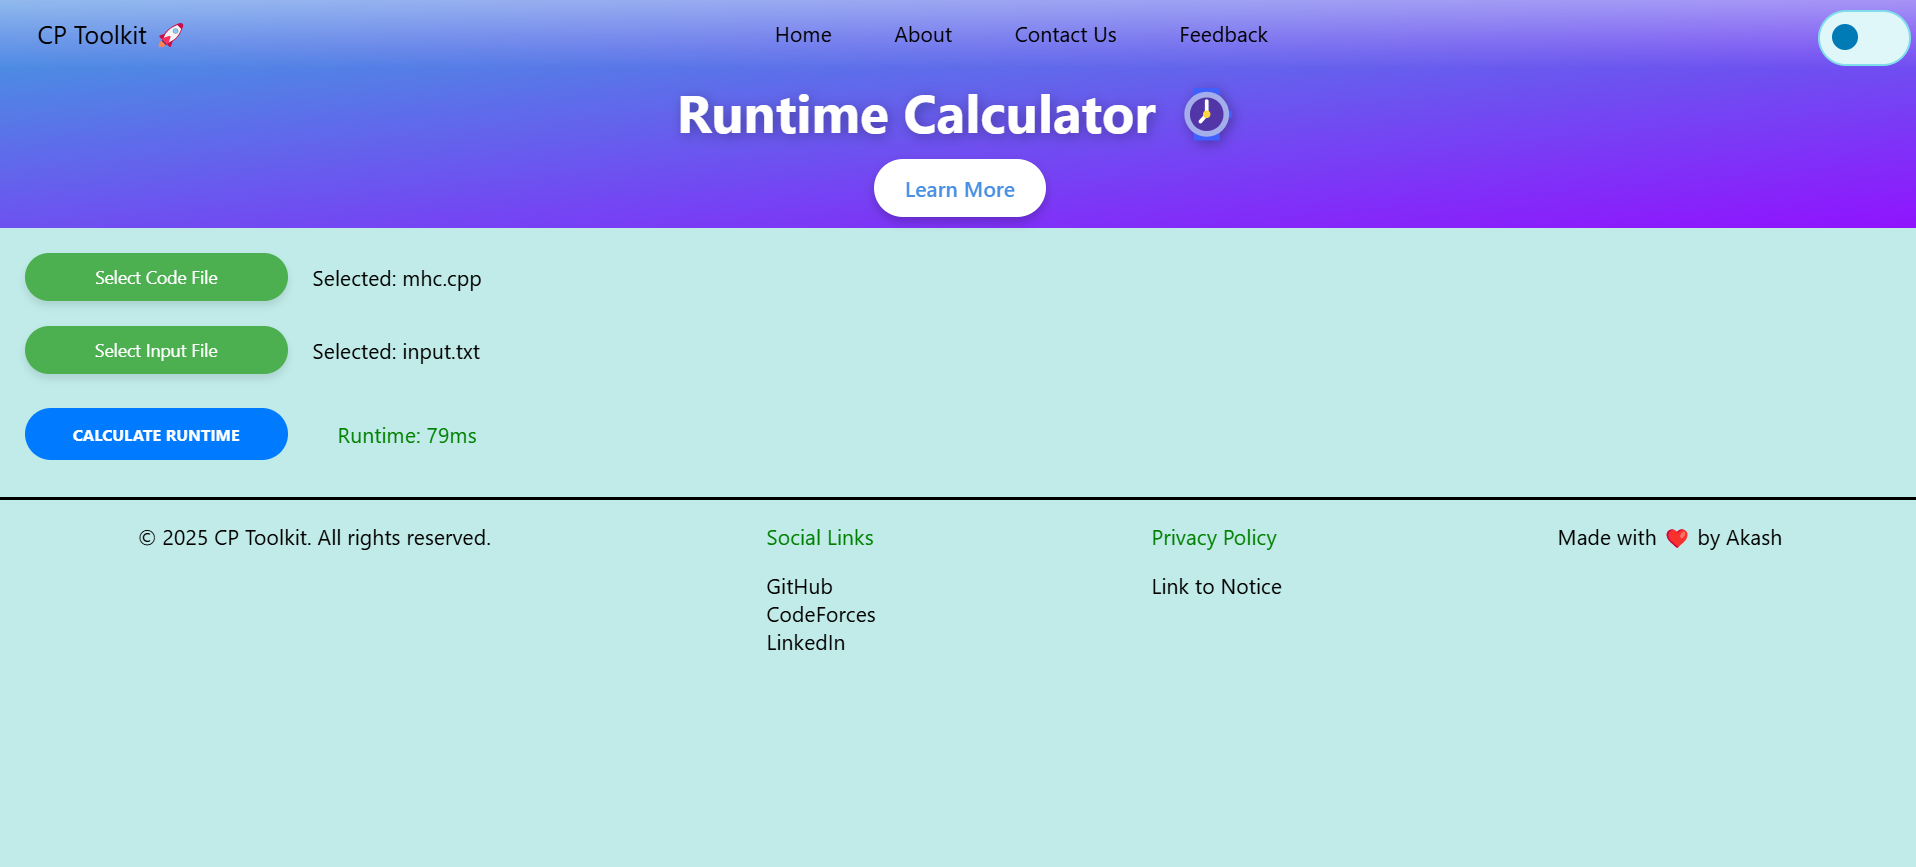 CP Toolkit 🚀
Home About Contact Us Feedback
Runtime Calculator
Learn More
Select Code File Selected: mhc.cpp
Select Input File Selected: input.txt
CALCULATE RUNTIME Runtime: 79ms
© 2025 CP Toolkit. All rights reserved.
Social Links
GitHub
CodeForces
LinkedIn
Privacy Policy
Link to Notice
Made with ❤️ by Akash